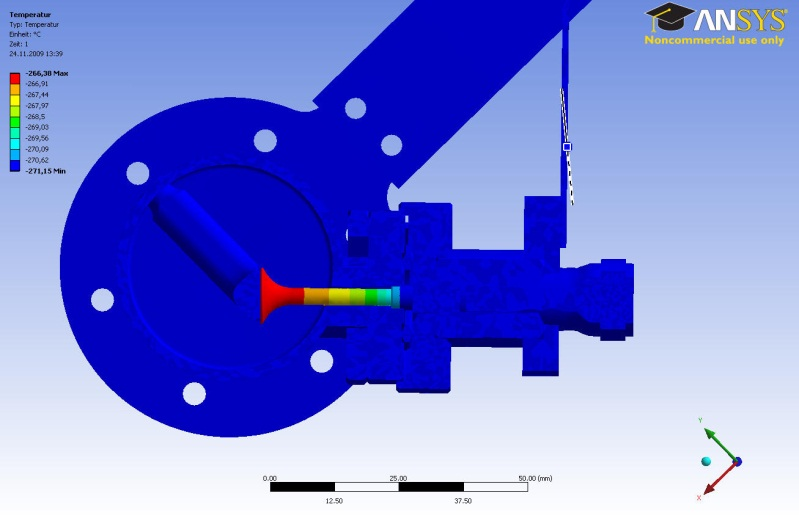 Temperatur
Typ: Temperatur
Einheit: °C
Zeit: 1
24.11.2009 13:39
-266,38 Max
-266,91
-267,44
-267,97
-268,5
-269,03
-269,56
-270,09
-270,62
-271,15 Min
ANSYS
Noncommercial use only
0.00 25.00 50.00 (mm)
12.50 37.50
Y
X